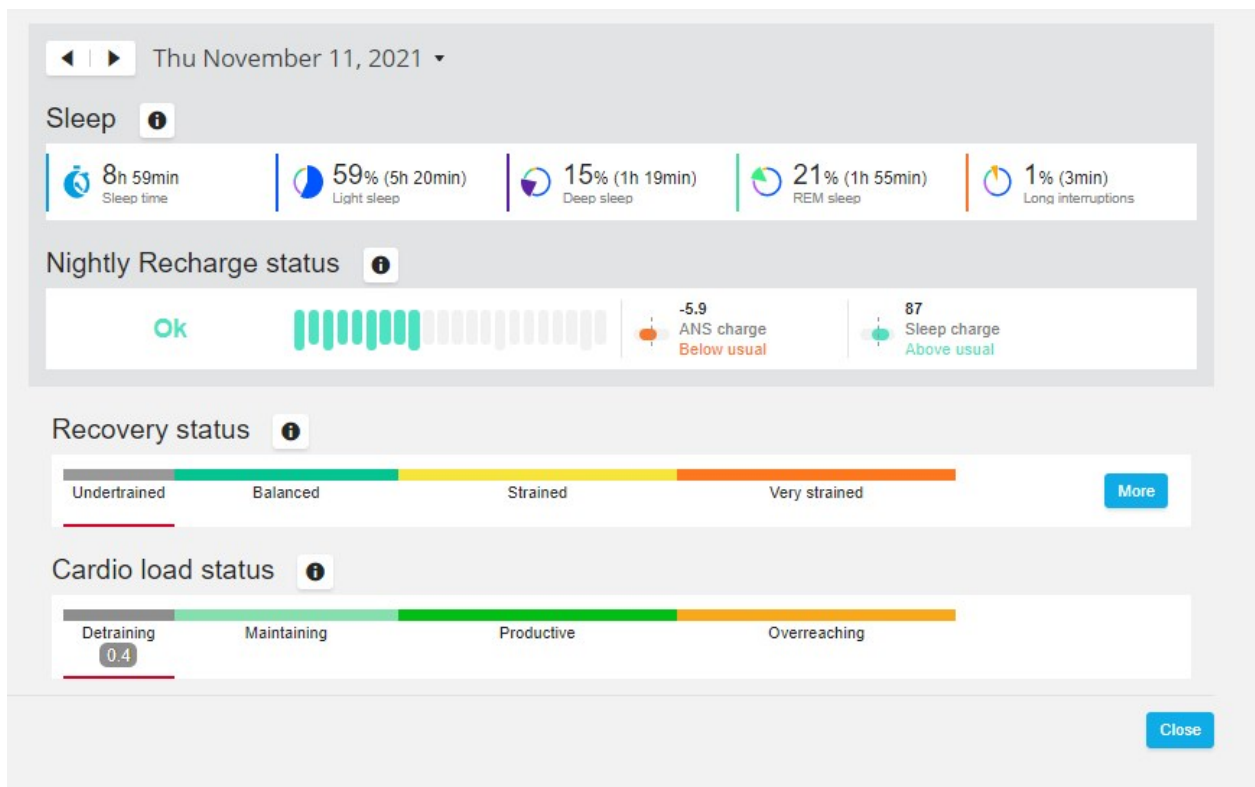 Thu November 11, 2021
Sleep
8h 59min
Sleep time
59% (5h 20min)
Light sleep
15% (1h 19min)
Deep sleep
21% (1h 55min)
REM sleep
1% (3min)
Long interruptions
Nightly Recharge status
Ok
-5.9
ANS charge
Below usual
87
Sleep charge
Above usual
Recovery status
Undertrained Balanced Strained Very strained
More
Cardio load status
Detraining Maintaining Productive Overreaching
0.4
Close